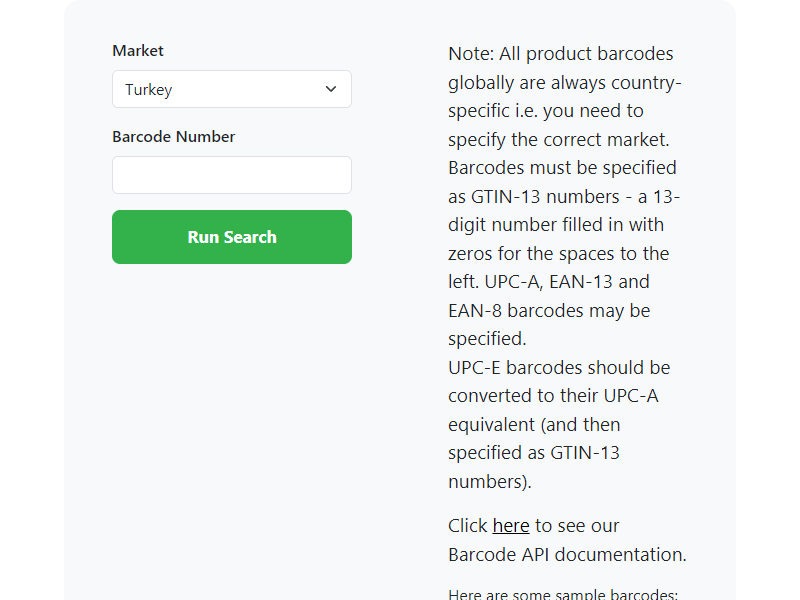 Market
Turkey
Barcode Number
Run Search
Note: All product barcodes
globally are always country-
specific i.e. you need to
specify the correct market.
Barcodes must be specified
as GTIN-13 numbers - a 13-
digit number filled in with
zeros for the spaces to the
left. UPC-A, EAN-13 and
EAN-8 barcodes may be
specified.
UPC-E barcodes should be
converted to their UPC-A
equivalent (and then
specified as GTIN-13
numbers).
Click here to see our
Barcode API documentation.
Here are some sample barcodes: